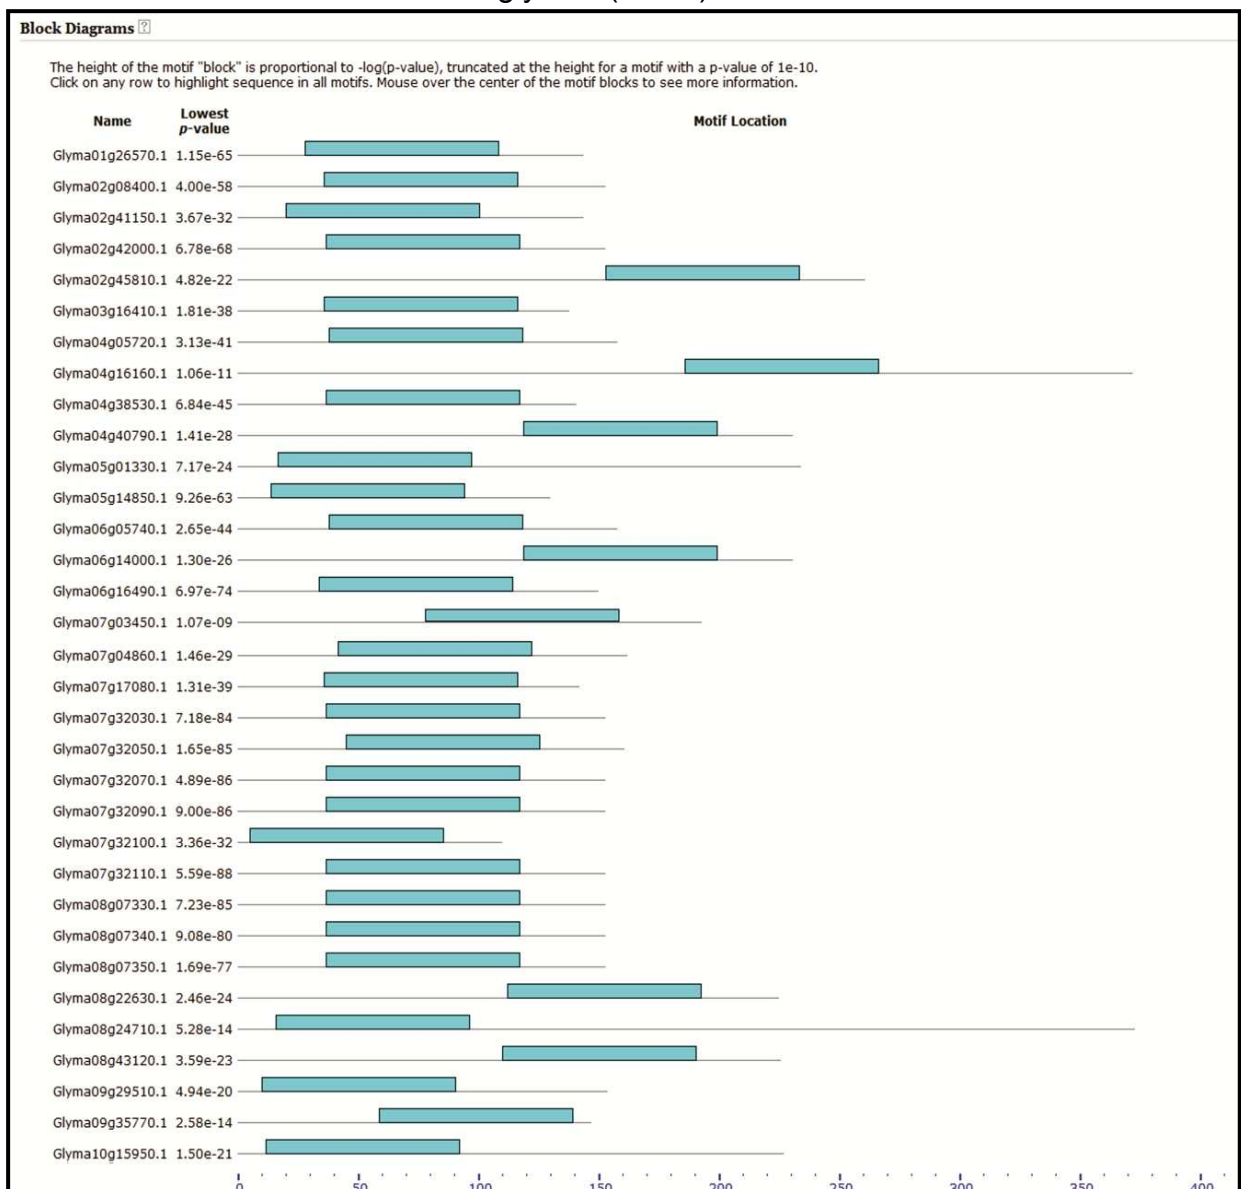 Block Diagrams ?
The height of the motif "block" is proportional to -log(p-value), truncated at the height for a motif with a p-value of 1e-10.
Click on any row to highlight sequence in all motifs. Mouse over the center of the motif blocks to see more information.
Name Lowest p-value Motif Location
Glyma01g26570.1 1.15e-65
Glyma02g08400.1 4.00e-58
Glyma02g41150.1 3.67e-32
Glyma02g42000.1 6.78e-68
Glyma02g45810.1 4.82e-22
Glyma03g16410.1 1.81e-38
Glyma04g05720.1 3.13e-41
Glyma04g16160.1 1.06e-11
Glyma04g38530.1 6.84e-45
Glyma04g40790.1 1.41e-28
Glyma05g01330.1 7.17e-24
Glyma05g14850.1 9.26e-63
Glyma06g05740.1 2.65e-44
Glyma06g14000.1 1.30e-26
Glyma06g16490.1 6.97e-74
Glyma07g03450.1 1.07e-09
Glyma07g04860.1 1.46e-29
Glyma07g17080.1 1.31e-39
Glyma07g32030.1 7.18e-84
Glyma07g32050.1 1.65e-85
Glyma07g32070.1 4.89e-86
Glyma07g32090.1 9.00e-86
Glyma07g32100.1 3.36e-32
Glyma07g32110.1 5.59e-88
Glyma08g07330.1 7.23e-85
Glyma08g07340.1 9.08e-80
Glyma08g07350.1 1.69e-77
Glyma08g22630.1 2.46e-24
Glyma08g24710.1 5.28e-14
Glyma08g43120.1 3.59e-23
Glyma09g29510.1 4.94e-20
Glyma09g35770.1 2.58e-14
Glyma10g15950.1 1.50e-21
0 50 100 150 200 250 300 350 400